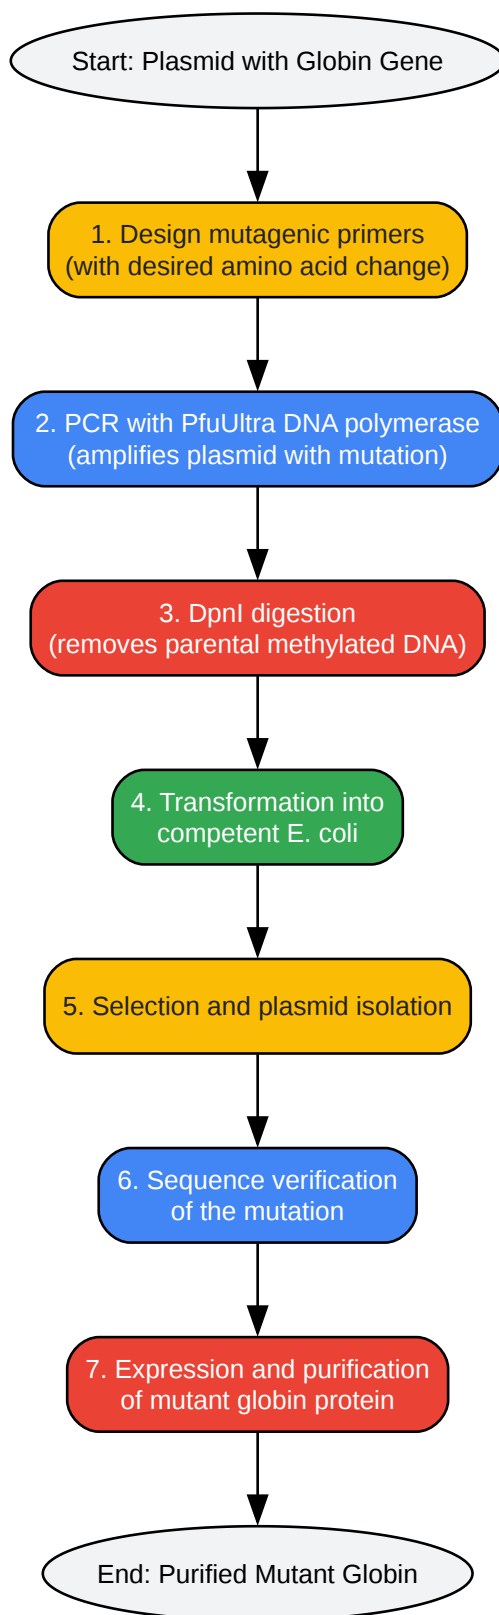 Start: Plasmid with Globin Gene
1. Design mutagenic primers
(with desired amino acid change)
2. PCR with PfuUltra DNA polymerase
(amplifies plasmid with mutation)
3. DpnI digestion
(removes parental methylated DNA)
4. Transformation into
competent E. coli
5. Selection and plasmid isolation
6. Sequence verification
of the mutation
7. Expression and purification
of mutant globin protein
End: Purified Mutant Globin